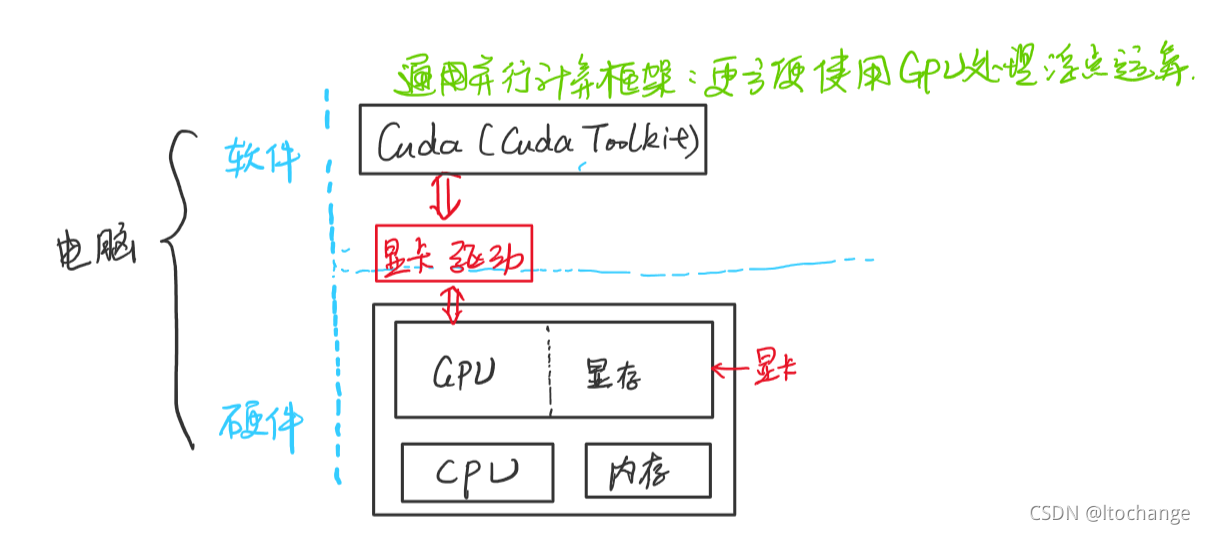 通用并行计算框架:更方便使用GPU处理浮点运算.
Cuda (Cuda Toolkit)
软件
电脑
显卡 驱动
GPU
显存
显卡
硬件
CPU
内存
CSDN @ltochange